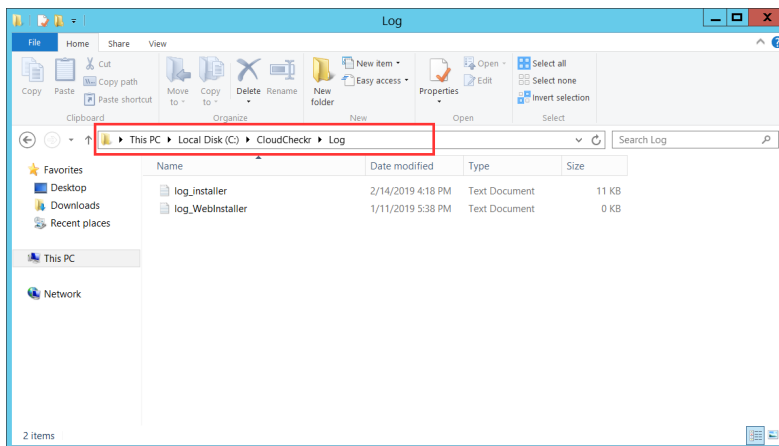 Log
File Home Share View
Copy Paste Cut Copy path Paste shortcut
Clipboard
Move to Copy to Delete Rename
Organize
New folder New item Easy access
New
Properties Open Edit
Open
Select all
Select none
Invert selection
Select
This PC Local Disk (C:) CloudCheckr Log
Search Log
Name Date modified Type Size
log_installer 2/14/2019 4:18 PM Text Document 11 KB
log_WebInstaller 1/11/2019 5:38 PM Text Document 0 KB
Favorites
Desktop
Downloads
Recent places
This PC
Network
2 items